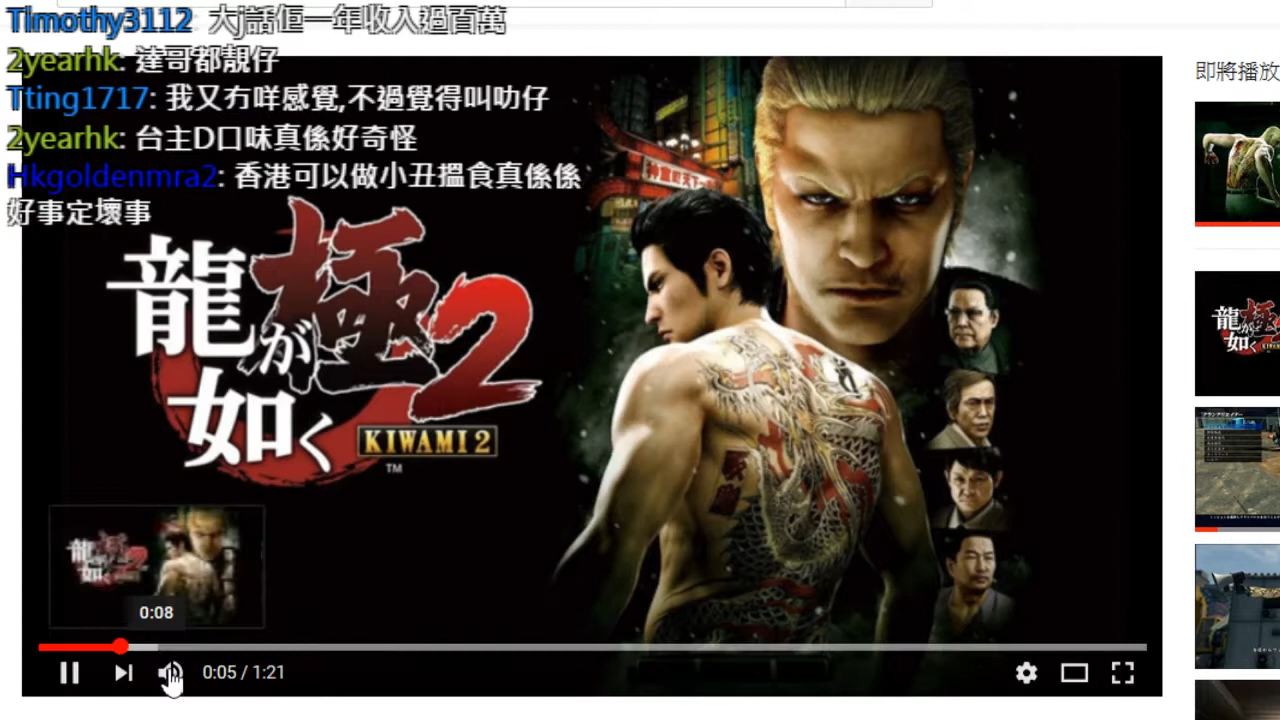 Timothy3112 大j話佢一年收入過百萬
2yearhk: 達哥都靚仔
Tting1717: 我又冇咩感覺,不過覺得叫叻仔
2yearhk: 台主D口味真係好奇怪
Hkgoldenmra2: 香港可以做小丑搵食真係係
好事定壞事
即將播放
龍が如く
極2
KIWAMI 2
TM
0:08
0:05 / 1:21